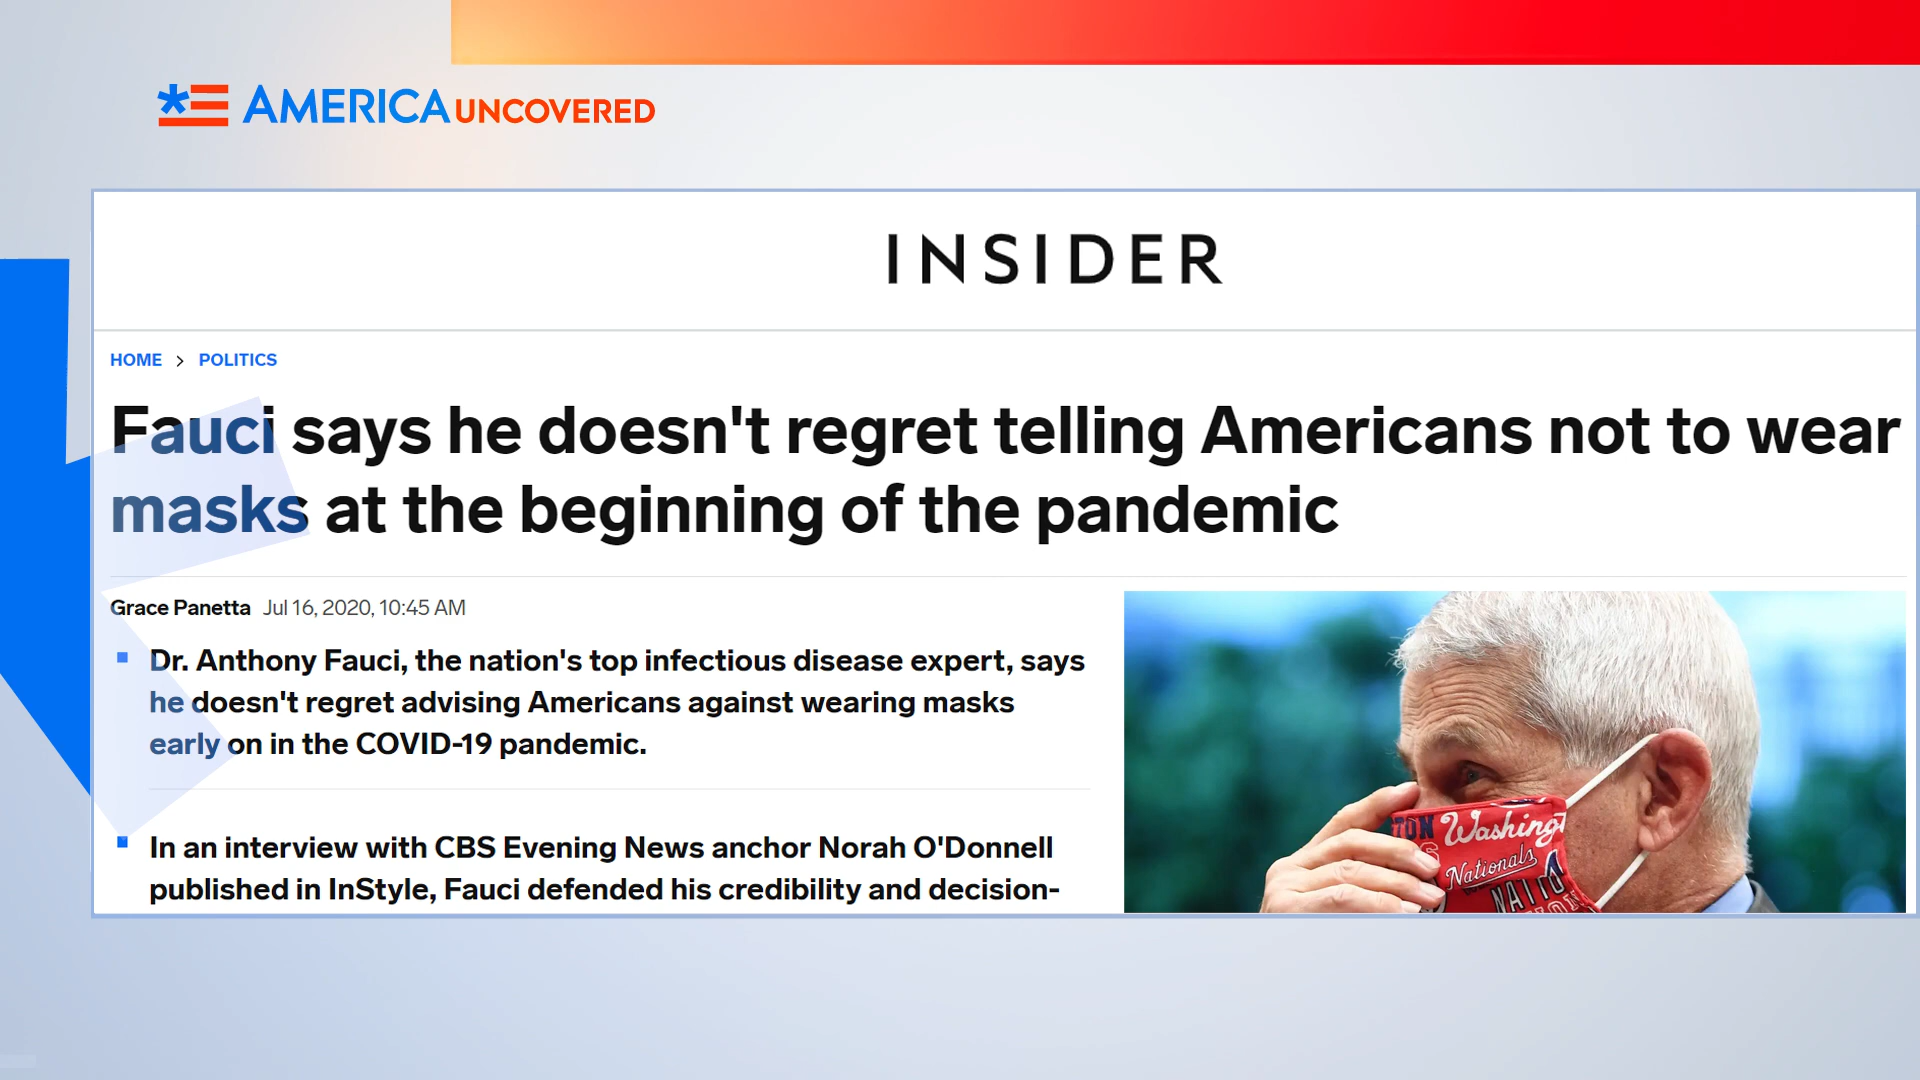 AMERICA UNCOVERED
INSIDER
HOME > POLITICS
Fauci says he doesn't regret telling Americans not to wear
masks at the beginning of the pandemic
Grace Panetta Jul 16, 2020, 10:45 AM
Dr. Anthony Fauci, the nation's top infectious disease expert, says
he doesn't regret advising Americans against wearing masks
early on in the COVID-19 pandemic.
In an interview with CBS Evening News anchor Norah O'Donnell
published in InStyle, Fauci defended his credibility and decision-
Washingt
Nationals